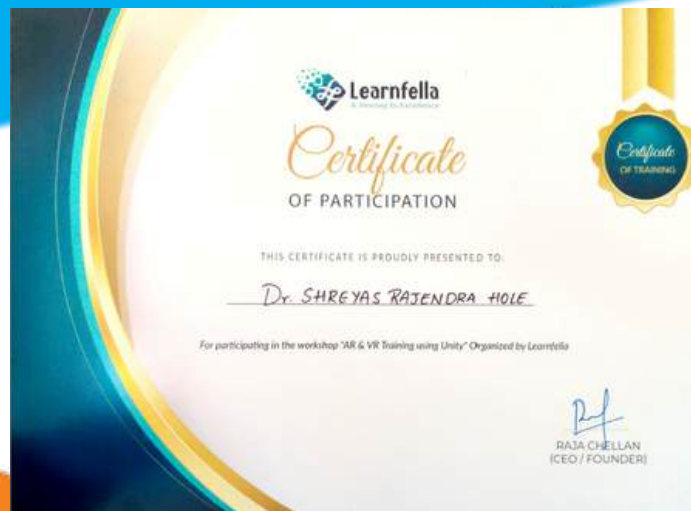 Learnfella
Certificate
OF PARTICIPATION
Certificate
OF TRAINING
THIS CERTIFICATE IS PROUDLY PRESENTED TO:
Dr. SHREYAS RAJENDRA HOLE
For participating in the workshop "AR & VR Training using Unity" Organized by Learnfella
RAJA CHELLAN
(CEO / FOUNDER)